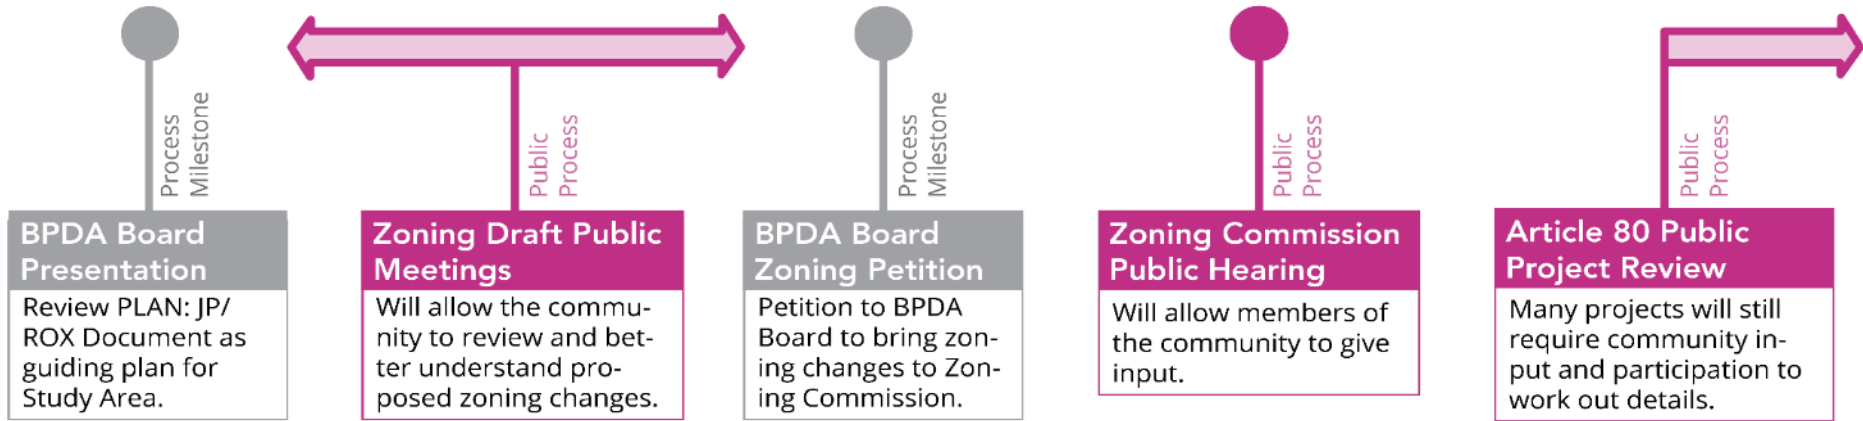 Process
Milestone
BPDA Board
Presentation
Review PLAN: JP/
ROX Document as
guiding plan for
Study Area.
Public
Process
Zoning Draft Public
Meetings
Will allow the commu-
nity to review and bet-
ter understand pro-
posed zoning changes.
Process
Milestone
BPDA Board
Zoning Petition
Petition to BPDA
Board to bring zon-
ing changes to Zon-
ing Commission.
Public
Process
Zoning Commission
Public Hearing
Will allow members of
the community to give
input.
Public
Process
Article 80 Public
Project Review
Many projects will still
require community in-
put and participation to
work out details.